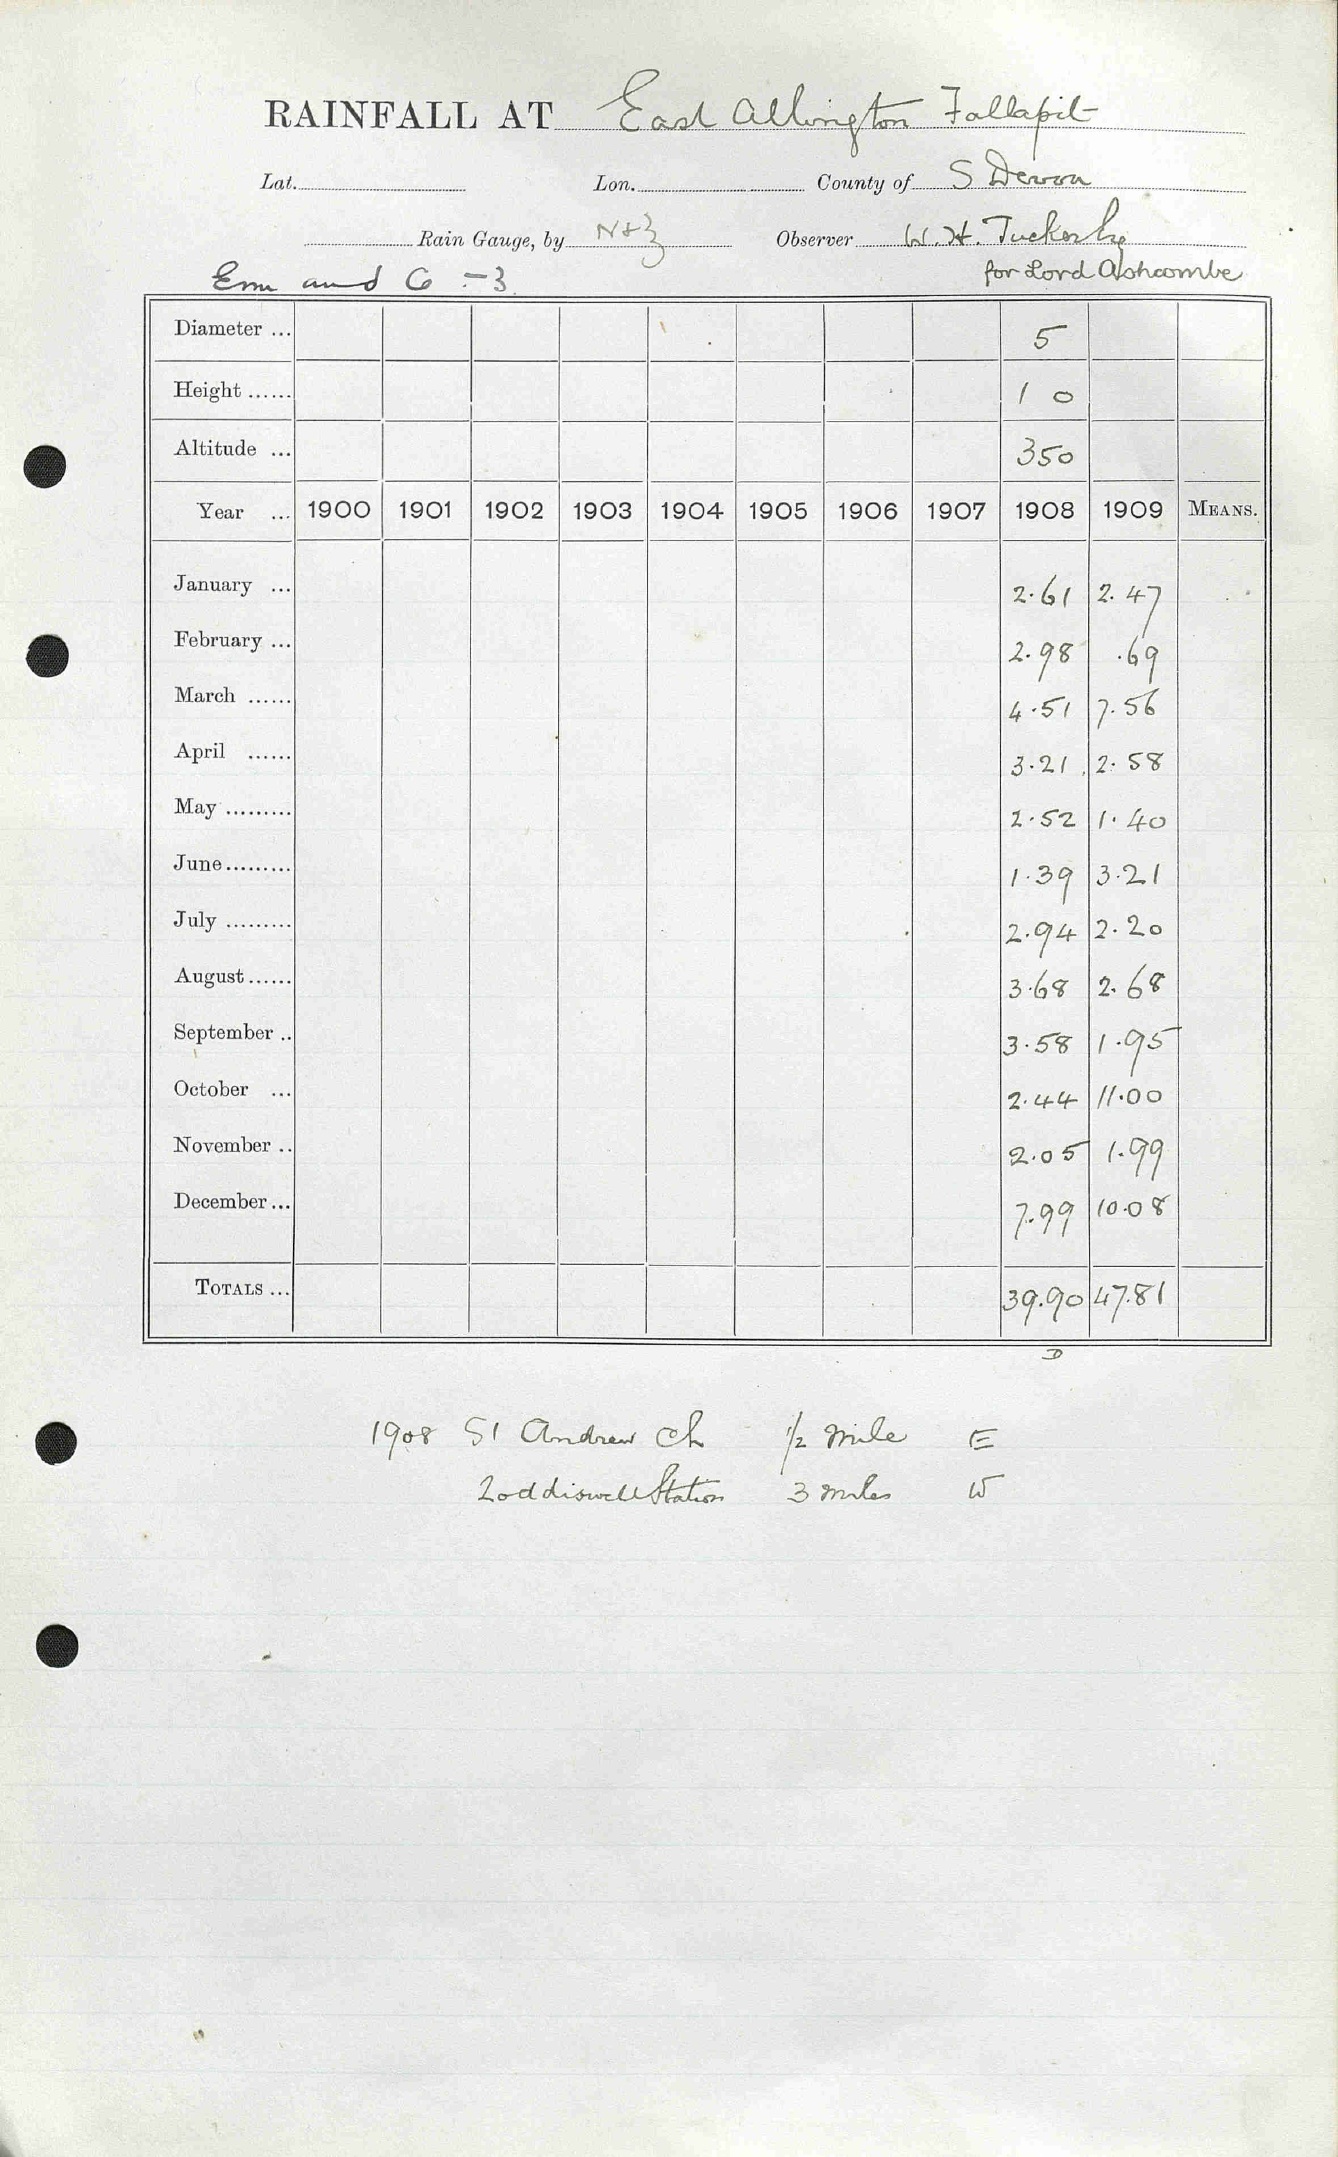 RAINFALL AT East Allington Fallapit
Lat. Lon. County of S Devon
Rain Gauge, by N & Z Observer W. H. Tucker
for Lord Ashcombe
and Co - 3
Diameter ... 5
Height ...... 1 0
Altitude ... 350
Year ... 1900 1901 1902 1903 1904 1905 1906 1907 1908 1909 MEANS.
January ... 2.61 2.47
February ... 2.98 .69
March ...... 4.51 7.56
April ...... 3.21 2.58
May ......... 2.52 1.40
June ......... 1.39 3.21
July ......... 2.94 2.20
August ...... 3.68 2.68
September .. 3.58 1.95
October ... 2.44 11.00
November .. 2.05 1.99
December ... 7.99 10.08
TOTALS ... 39.90 47.81
D
1908 St Andrew Ch 1/2 mile E
Loddiswell Station 3 miles W